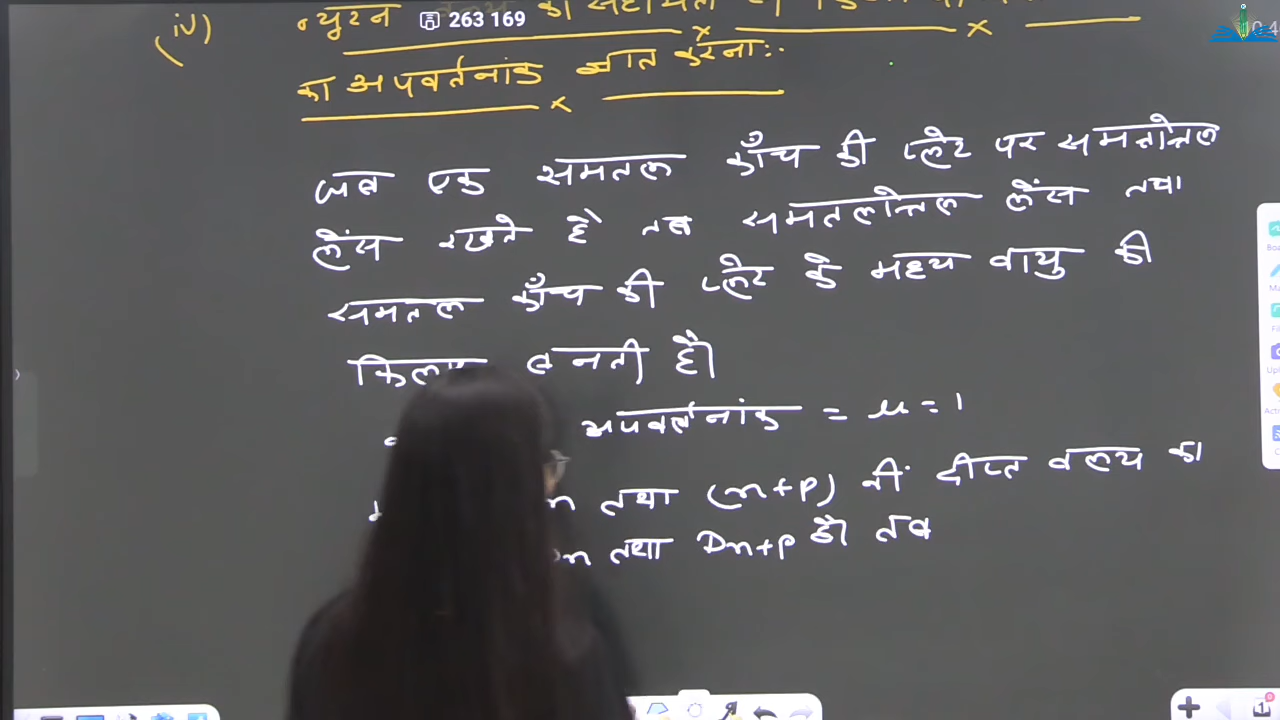 (iv) न्यूटन
263 169
का अपवर्तनांक ज्ञात करना:-
जब एक समतल काँच की प्लेट पर समतलोत्तल
लेंस रखते है तब समतलोत्तल लेंस तथा
समतल काँच की प्लेट के मध्य वायु की
फिल्म बनती है।
अपवर्तनांक = μ = 1
n तथा (n+p) वीं दीप्त वलय का
Dn तथा Dn+p हो तब